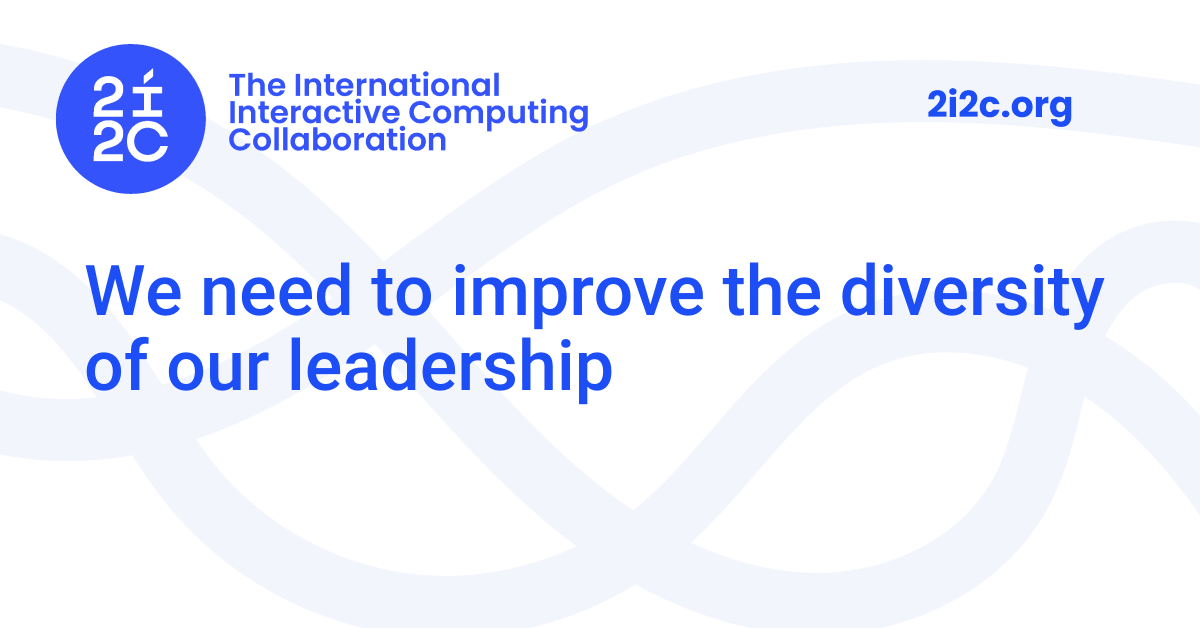 2i
2C
The International
Interactive Computing
Collaboration
2i2c.org
We need to improve the diversity
of our leadership